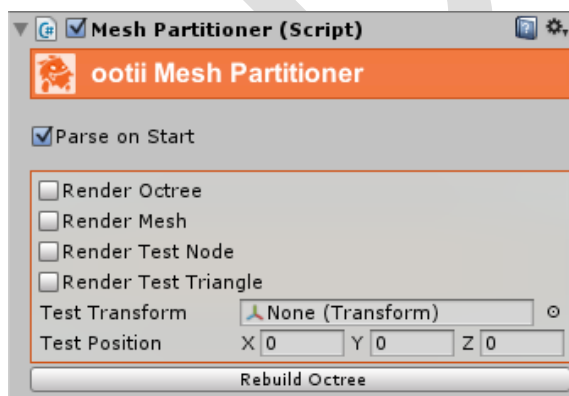 Mesh Partitioner (Script)
ootii Mesh Partitioner
Parse on Start
Render Octree
Render Mesh
Render Test Node
Render Test Triangle
Test Transform None (Transform)
Test Position X 0 Y 0 Z 0
Rebuild Octree